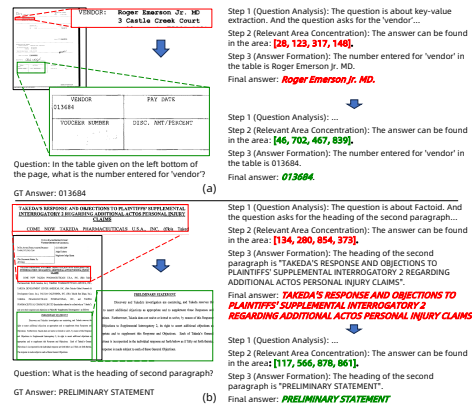 VENDOR: Roger Emerson Jr. MD
3 Castle Creek Court
VENDOR PAY DATE
013684
VOUCHER NUMBER DISC. AMT/PERCENT
Question: In the table given on the left bottom of
the page, what is the number entered for 'vendor'?
GT Answer: 013684
Step 1 (Question Analysis): The question is about key-value
extraction. And the question asks for the 'vendor'...
Step 2 (Relevant Area Concentration): The answer can be found
in the area: [28, 123, 317, 148].
Step 3 (Answer Formation): The number entered for 'vendor' in
the table is Roger Emerson Jr. MD.
Final answer: Roger Emerson Jr. MD.
Step 1 (Question Analysis): ...
Step 2 (Relevant Area Concentration): The answer can be found
in the area: [46, 702, 467, 839].
Step 3 (Answer Formation): The number entered for 'vendor' in
the table is 013684.
Final answer: 013684.
(a)
TAKEDA'S RESPONSE AND OBJECTIONS TO PLAINTIFFS' SUPPLEMENTAL
INTERROGATORY 2 REGARDING ADDITIONAL ACTOS PERSONAL INJURY
CLAIMS
COME NOW TAKEDA PHARMACEUTICALS U.S.A., INC.
PRELIMINARY STATEMENT
Question: What is the heading of second paragraph?
GT Answer: PRELIMINARY STATEMENT
Step 1 (Question Analysis): The question is about Factoid. And
the question asks for the heading of the second paragraph...
Step 2 (Relevant Area Concentration): The answer can be found
in the area: [134, 280, 854, 373].
Step 3 (Answer Formation): The heading of the second
paragraph is "TAKEDA'S RESPONSE AND OBJECTIONS TO
PLAINTIFFS' SUPPLEMENTAL INTERROGATORY 2 REGARDING
ADDITIONAL ACTOS PERSONAL INJURY CLAIMS".
Final answer: TAKEDA'S RESPONSE AND OBJECTIONS TO
PLAINTIFFS' SUPPLEMENTAL INTERROGATORY 2
REGARDING ADDITIONAL ACTOS PERSONAL INJURY CLAIMS
Step 1 (Question Analysis): ...
Step 2 (Relevant Area Concentration): The answer can be found
in the area: [117, 566, 878, 861].
Step 3 (Answer Formation): The heading of the second
paragraph is "PRELIMINARY STATEMENT".
Final answer: PRELIMINARY STATEMENT
(b)